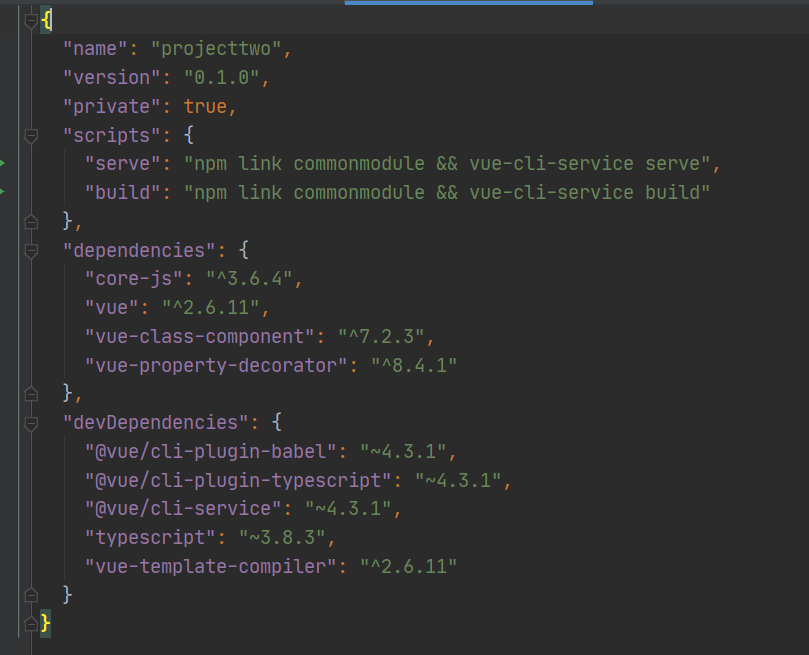 {
"name": "projecttwo",
"version": "0.1.0",
"private": true,
"scripts": {
"serve": "npm link commonmodule && vue-cli-service serve",
"build": "npm link commonmodule && vue-cli-service build"
},
"dependencies": {
"core-js": "^3.6.4",
"vue": "^2.6.11",
"vue-class-component": "^7.2.3",
"vue-property-decorator": "^8.4.1"
},
"devDependencies": {
"@vue/cli-plugin-babel": "~4.3.1",
"@vue/cli-plugin-typescript": "~4.3.1",
"@vue/cli-service": "~4.3.1",
"typescript": "~3.8.3",
"vue-template-compiler": "^2.6.11"
}
}